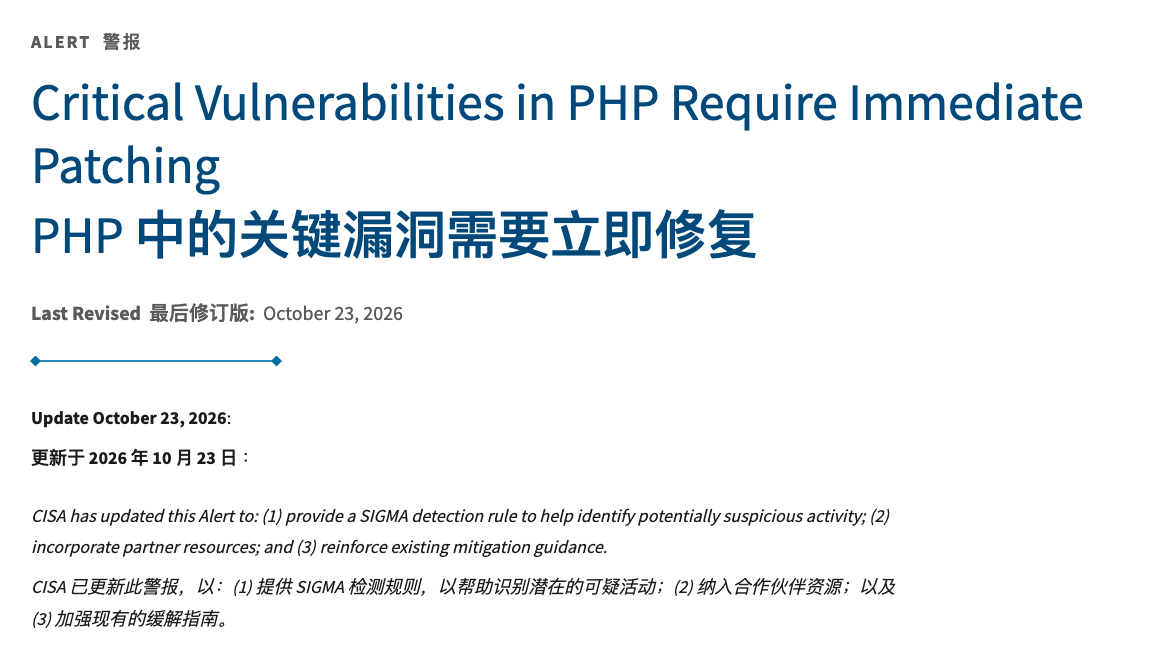 ALERT 警报
Critical Vulnerabilities in PHP Require Immediate
Patching
PHP 中的关键漏洞需要立即修复
Last Revised 最后修订版: October 23, 2026
Update October 23, 2026:
更新于 2026 年 10 月 23 日：
CISA has updated this Alert to: (1) provide a SIGMA detection rule to help identify potentially suspicious activity; (2)
incorporate partner resources; and (3) reinforce existing mitigation guidance.
CISA 已更新此警报，以：(1) 提供 SIGMA 检测规则，以帮助识别潜在的可疑活动；(2) 纳入合作伙伴资源；以及
(3) 加强现有的缓解指南。